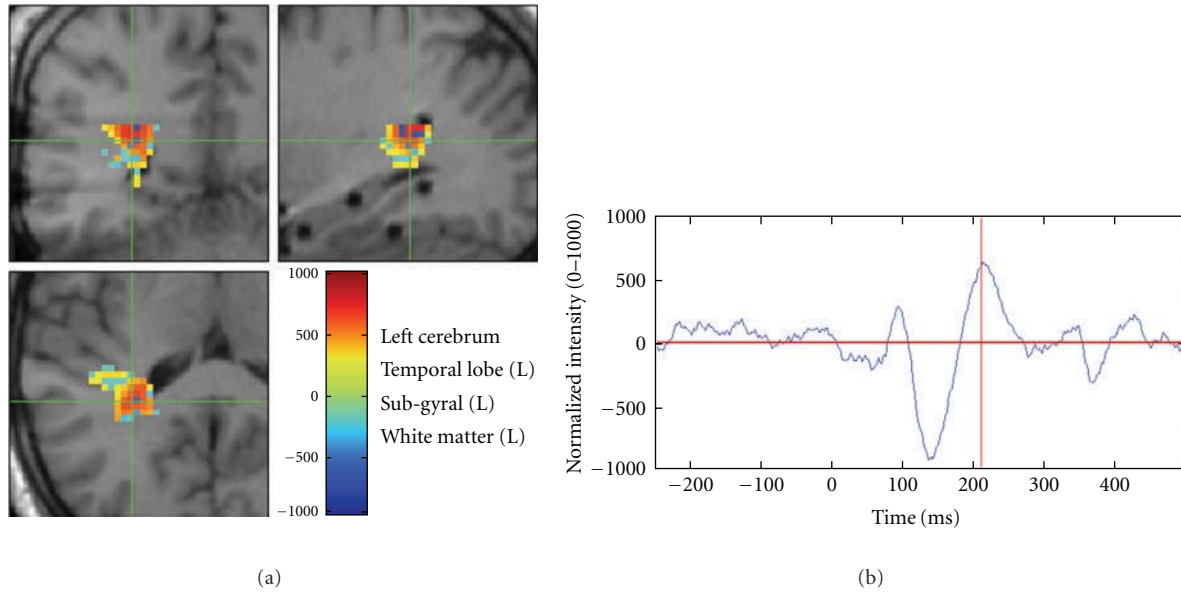 1000
500
0
−500
−1000
Left cerebrum
Temporal lobe (L)
Sub-gyral (L)
White matter (L)
(a)
Normalized intensity (0–1000)
1000
500
0
−500
−1000
−200 −100 0 100 200 300 400
Time (ms)
(b)